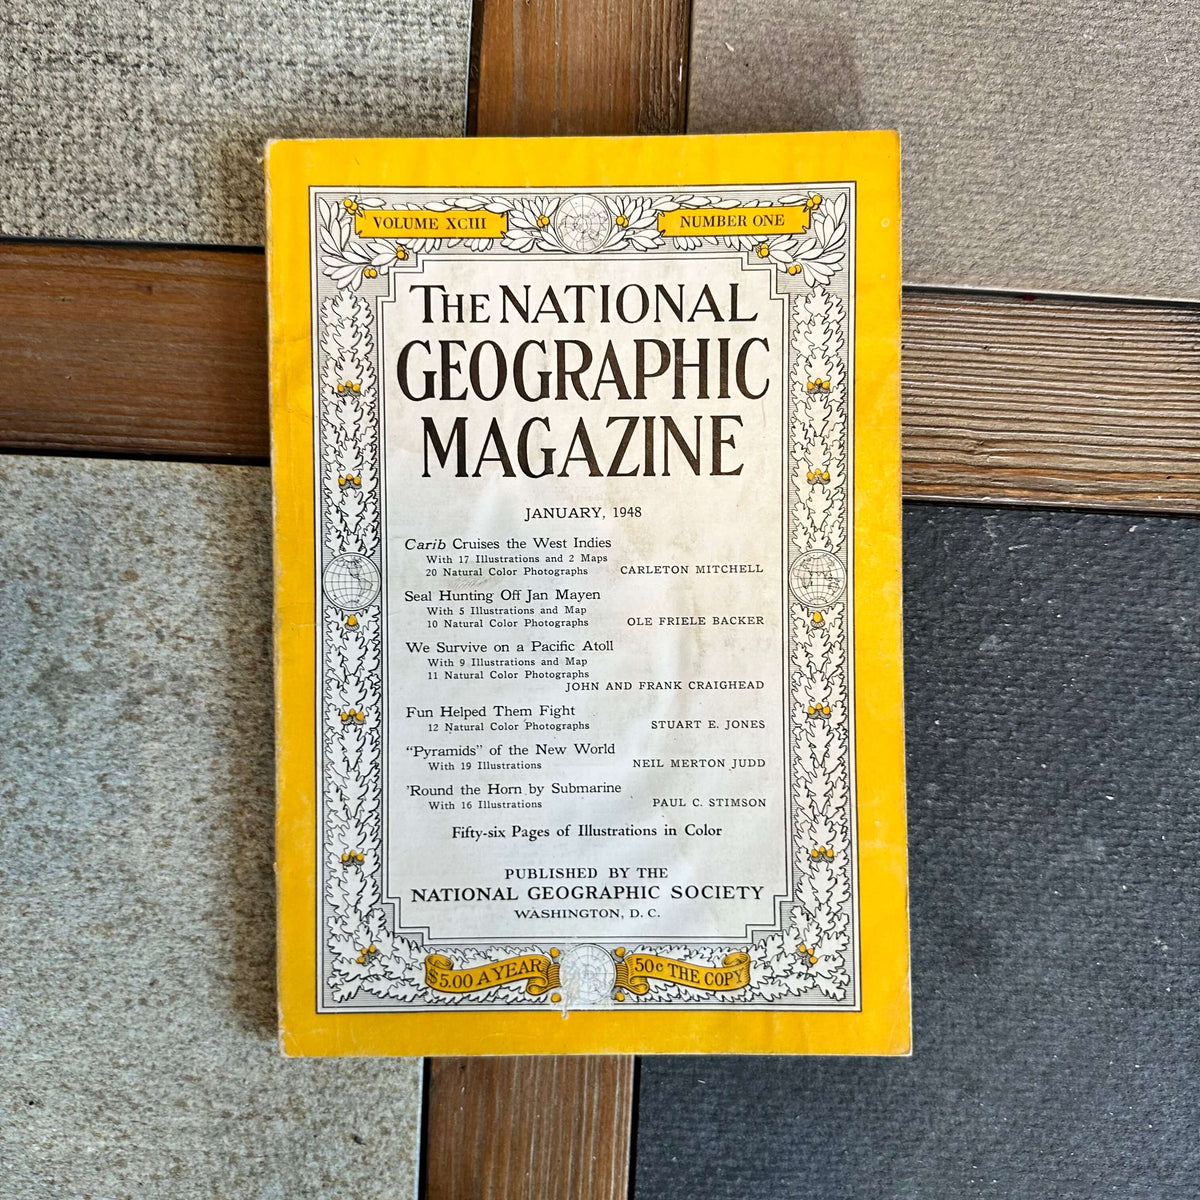 VOLUME XCIII
NUMBER ONE
THE NATIONAL
GEOGRAPHIC
MAGAZINE
JANUARY, 1948
Carib Cruises the West Indies
With 17 Illustrations and 2 Maps
20 Natural Color Photographs CARLETON MITCHELL
Seal Hunting Off Jan Mayen
With 5 Illustrations and Map
10 Natural Color Photographs OLE FRIELE BACKER
We Survive on a Pacific Atoll
With 9 Illustrations and Map
11 Natural Color Photographs
JOHN AND FRANK CRAIGHEAD
Fun Helped Them Fight
12 Natural Color Photographs STUART E. JONES
"Pyramids" of the New World
With 19 Illustrations NEIL MERTON JUDD
'Round the Horn by Submarine
With 16 Illustrations PAUL C. STIMSON
Fifty-six Pages of Illustrations in Color
PUBLISHED BY THE
NATIONAL GEOGRAPHIC SOCIETY
WASHINGTON, D. C.
$5.00 A YEAR
50c THE COPY